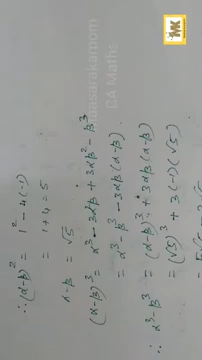 ∴ (α-β)² = 1² - 4(-1)
= 1+4 = 5
α-β = √5
(α-β)³ = α³ - 3α²β + 3αβ² - β³
= α³ - β³ - 3αβ(α-β)
∴ α³-β³ = (α-β)³ + 3αβ(α-β)
= (√5)³ + 3(-1)(√5)
CA Maths